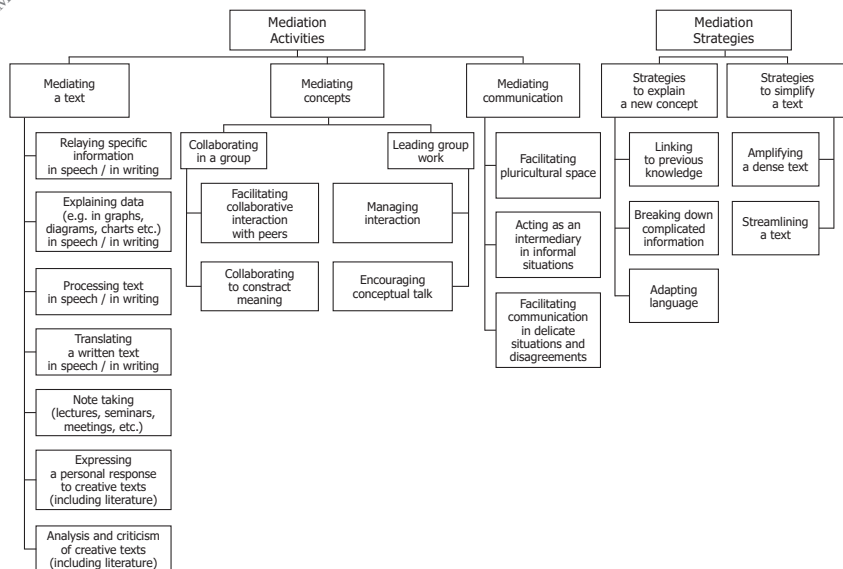 Mediation
Activities
Mediation
Strategies
Mediating
a text
Mediating
concepts
Mediating
communication
Strategies
to explain
a new concept
Strategies
to simplify
a text
Relaying specific
information
in speech / in writing
Explaining data
(e.g. in graphs,
diagrams, charts etc.)
in speech / in writing
Processing text
in speech / in writing
Translating
a written text
in speech / in writing
Note taking
(lectures, seminars,
meetings, etc.)
Expressing
a personal response
to creative texts
(including literature)
Analysis and criticism
of creative texts
(including literature)
Collaborating
in a group
Facilitating
collaborative
interaction
with peers
Collaborating
to constract
meaning
Leading group
work
Managing
interaction
Encouraging
conceptual talk
Facilitating
pluricultural space
Acting as an
intermediary
in informal
situations
Facilitating
communication
in delicate
situations and
disagreements
Linking
to previous
knowledge
Breaking down
complicated
information
Adapting
language
Amplifying
a dense text
Streamlining
a text